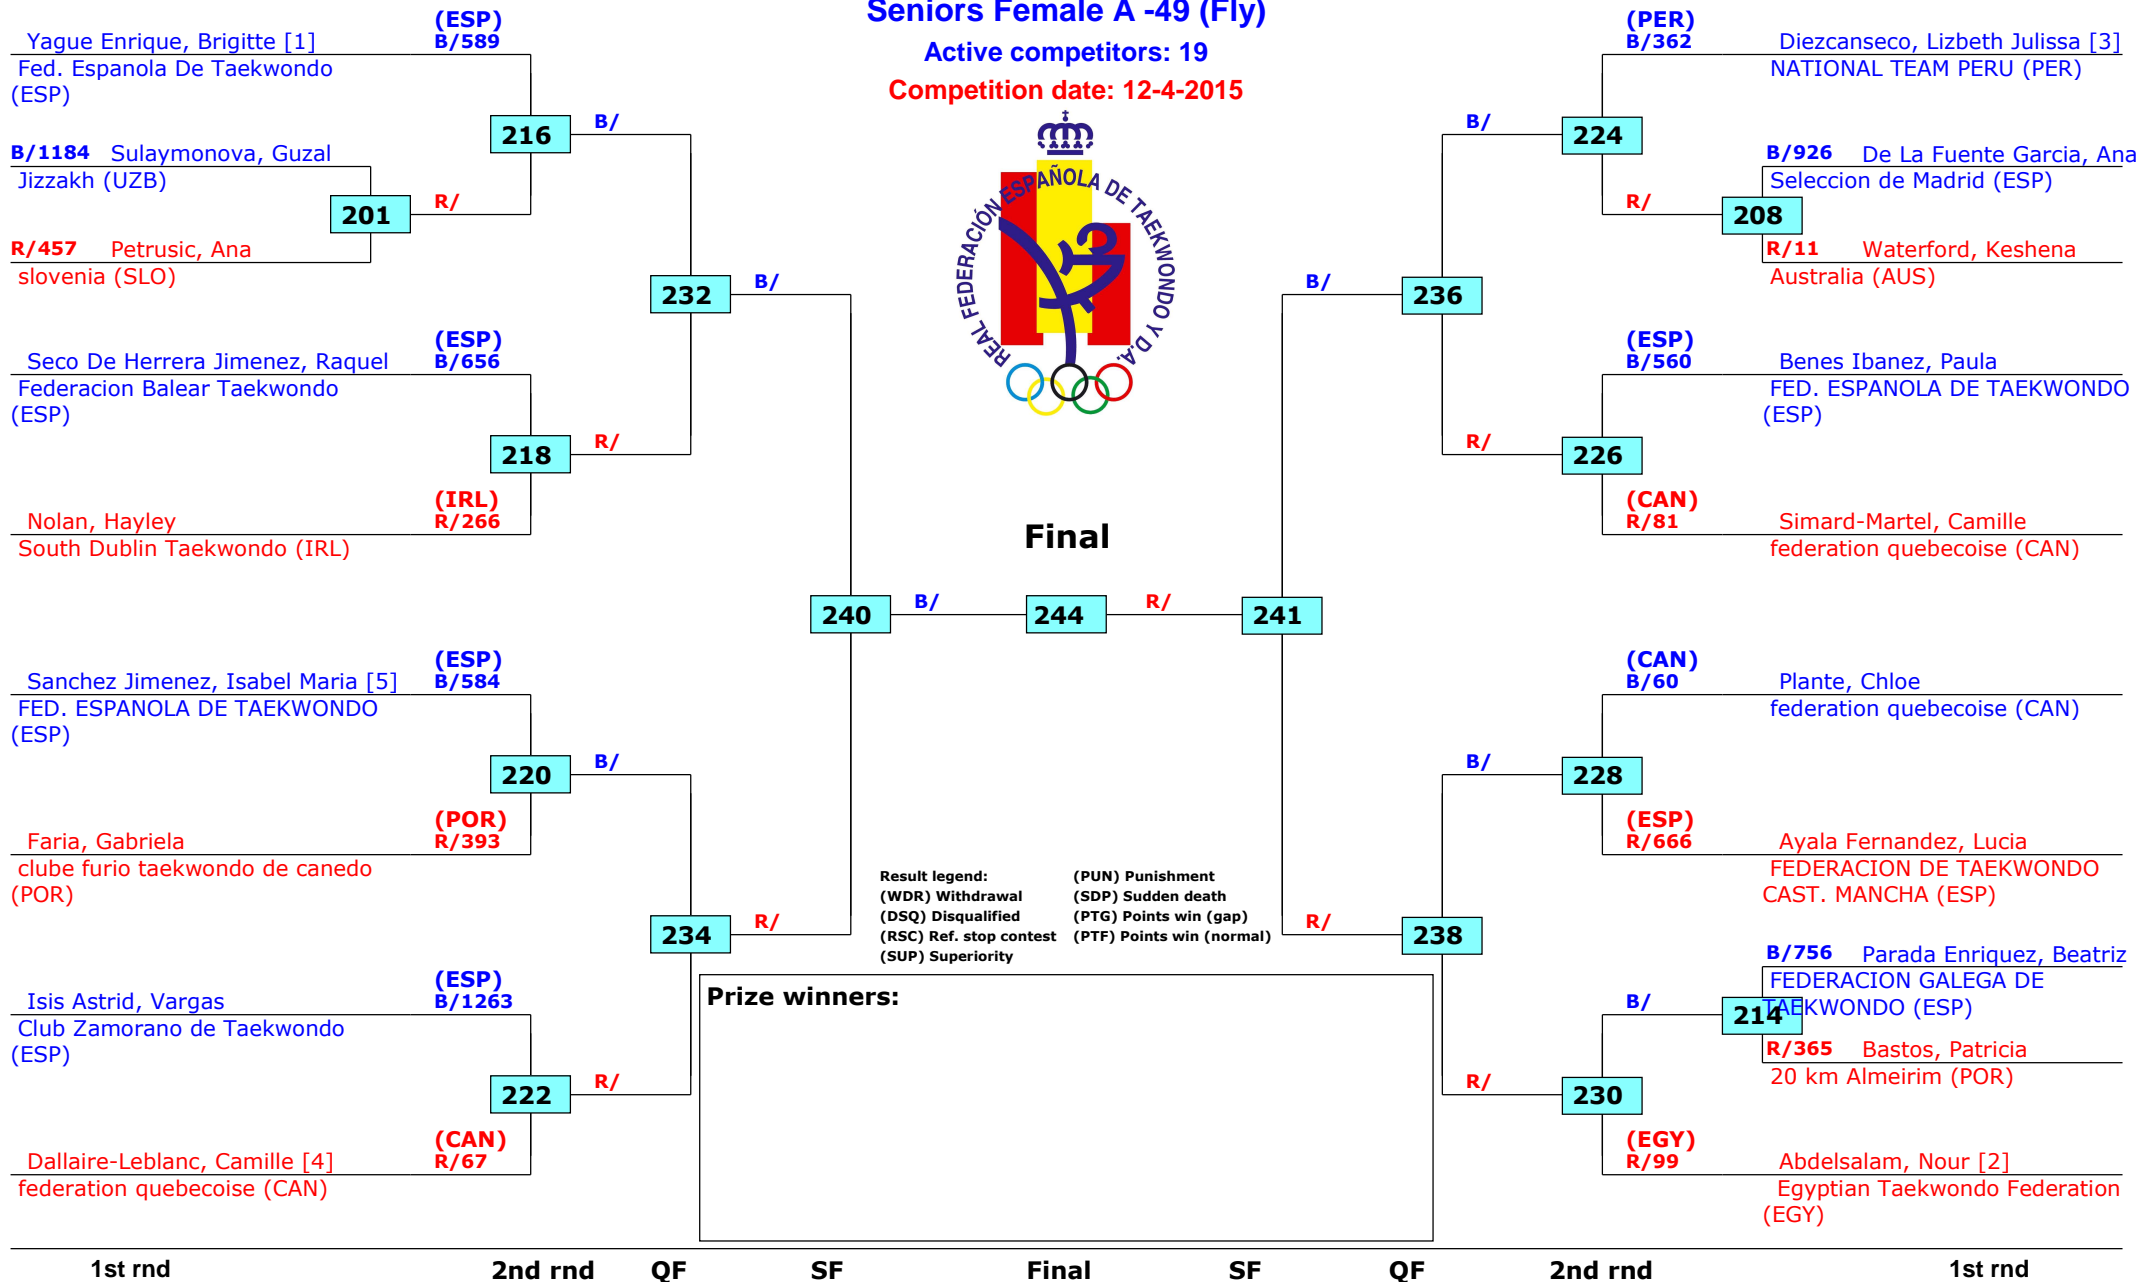 Seniors Female A -49 (Fly)
Active competitors: 19
Competition date: 12-4-2015
REAL FEDERACIÓN ESPAÑOLA DE TAEKWONDO Y D.A.
(ESP)
Yague Enrique, Brigitte [1] B/589
Fed. Espanola De Taekwondo
(ESP)
216
B/
B/1184 Sulaymonova, Guzal
Jizzakh (UZB)
201
R/
R/457 Petrusic, Ana
slovenia (SLO)
232
B/
(ESP)
Seco De Herrera Jimenez, Raquel B/656
Federacion Balear Taekwondo
(ESP)
218
R/
(IRL)
Nolan, Hayley R/266
South Dublin Taekwondo (IRL)
240
B/
(ESP)
Sanchez Jimenez, Isabel Maria [5] B/584
FED. ESPANOLA DE TAEKWONDO
(ESP)
220
B/
(POR)
Faria, Gabriela R/393
clube furio taekwondo de canedo
(POR)
234
R/
(ESP)
Isis Astrid, Vargas B/1263
Club Zamorano de Taekwondo
(ESP)
222
R/
(CAN)
Dallaire-Leblanc, Camille [4] R/67
federation quebecoise (CAN)
Final
244
R/
241
(PER)
B/362 Diezcanseco, Lizbeth Julissa [3]
NATIONAL TEAM PERU (PER)
B/
224
B/926 De La Fuente Garcia, Ana
Seleccion de Madrid (ESP)
R/
208
R/11 Waterford, Keshena
Australia (AUS)
B/
236
(ESP)
B/560 Benes Ibanez, Paula
FED. ESPANOLA DE TAEKWONDO
(ESP)
R/
226
(CAN)
R/81 Simard-Martel, Camille
federation quebecoise (CAN)
(CAN)
B/60 Plante, Chloe
federation quebecoise (CAN)
B/
228
(ESP)
R/666 Ayala Fernandez, Lucia
FEDERACION DE TAEKWONDO
CAST. MANCHA (ESP)
R/
238
B/756 Parada Enriquez, Beatriz
FEDERACION GALEGA DE
TAEKWONDO (ESP)
B/
214
R/365 Bastos, Patricia
20 km Almeirim (POR)
R/
230
(EGY)
R/99 Abdelsalam, Nour [2]
Egyptian Taekwondo Federation
(EGY)
Result legend: (PUN) Punishment
(WDR) Withdrawal (SDP) Sudden death
(DSQ) Disqualified (PTG) Points win (gap)
(RSC) Ref. stop contest (PTF) Points win (normal)
(SUP) Superiority
Prize winners:
1st rnd 2nd rnd QF SF Final SF QF 2nd rnd 1st rnd